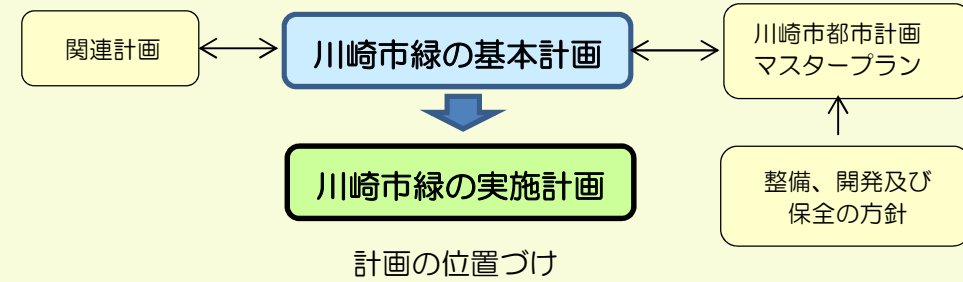 関連計画
川崎市緑の基本計画
川崎市都市計画
マスタープラン
川崎市緑の実施計画
整備、開発及び
保全の方針
計画の位置づけ